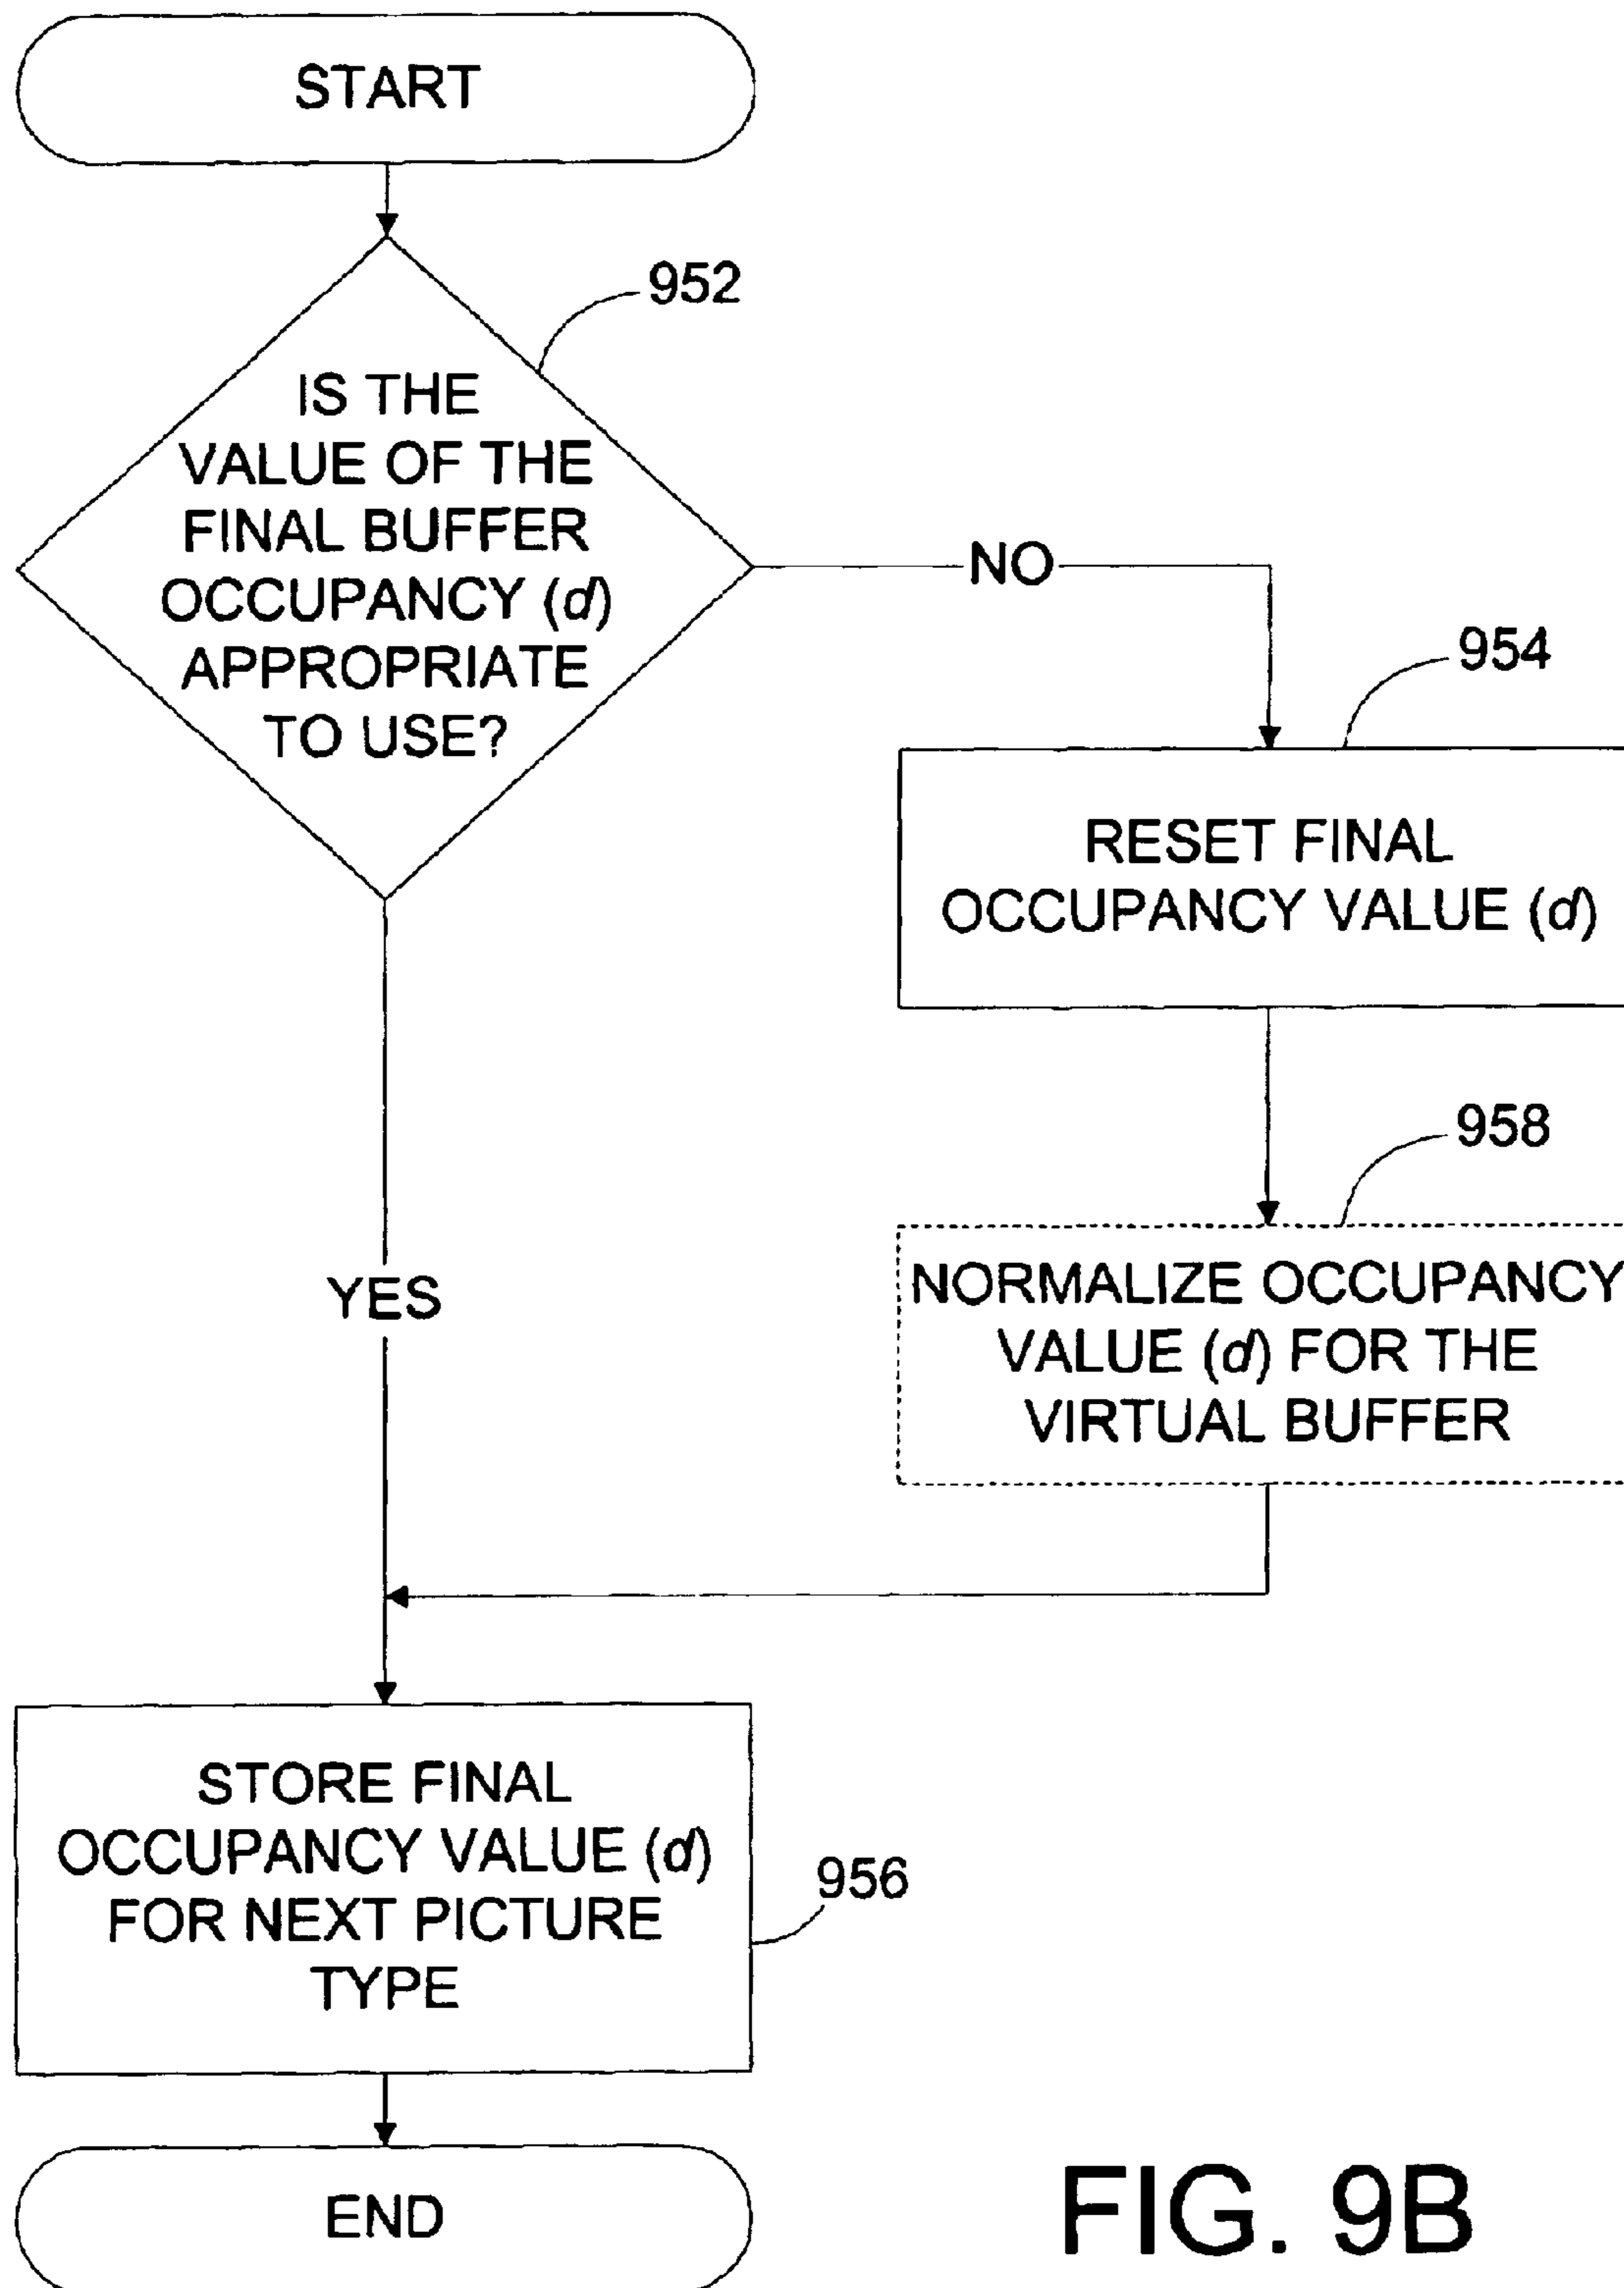 START
952
IS THE
VALUE OF THE
FINAL BUFFER
OCCUPANCY (d)
APPROPRIATE
TO USE?
NO
954
RESET FINAL
OCCUPANCY VALUE (d)
958
NORMALIZE OCCUPANCY
VALUE (d) FOR THE
VIRTUAL BUFFER
YES
STORE FINAL
OCCUPANCY VALUE (d)
FOR NEXT PICTURE
TYPE
956
END
FIG. 9B